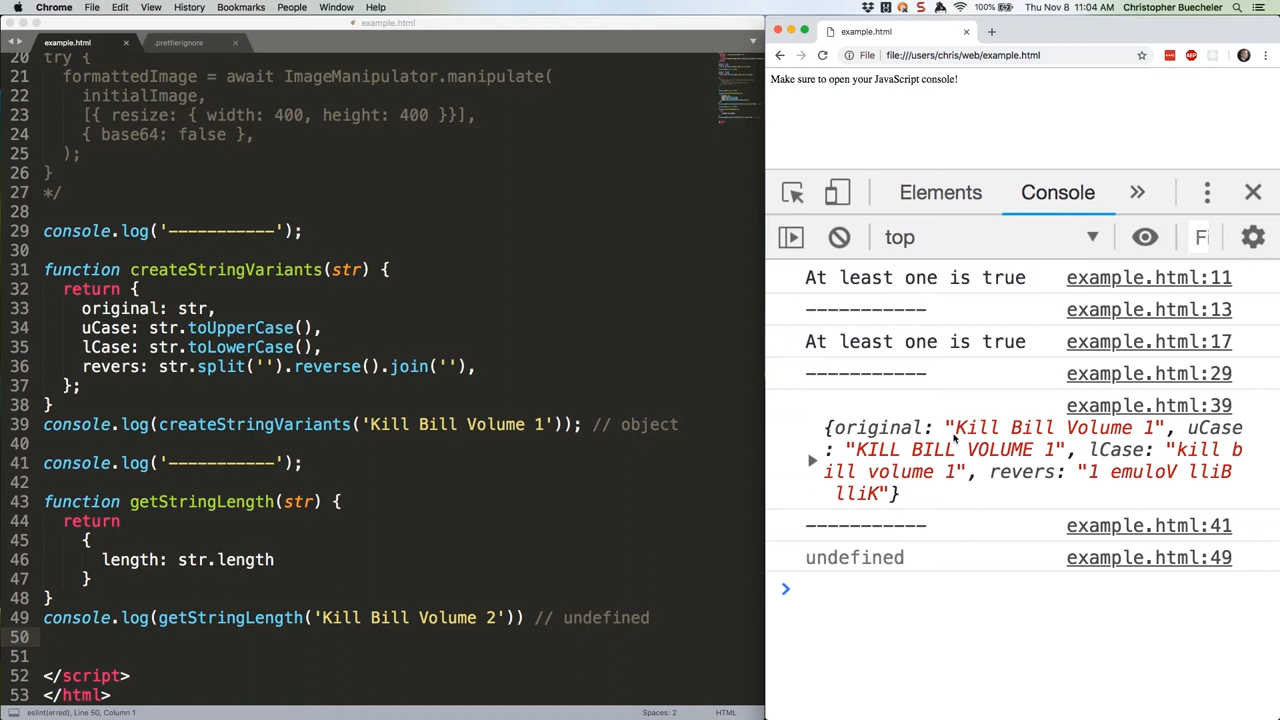 Chrome File Edit View History Bookmarks People Window Help
100% Thu Nov 8 11:04 AM Christopher Buecheler
example.html
example.html × .prettierignore ×
try {
formattedImage = await ImageManipulator.manipulate(
22 initialImage,
23 [{ resize: { width: 400, height: 400 }}],
24 { base64: false },
25 );
26 }
27 */
28
29 console.log('-----------');
30
31 function createStringVariants(str) {
32 return {
33 original: str,
34 uCase: str.toUpperCase(),
35 lCase: str.toLowerCase(),
36 revers: str.split('').reverse().join(''),
37 };
38 }
39 console.log(createStringVariants('Kill Bill Volume 1')); // object
40
41 console.log('-----------');
42
43 function getStringLength(str) {
44 return
45 {
46 length: str.length
47 }
48 }
49 console.log(getStringLength('Kill Bill Volume 2')) // undefined
50
51
52 </script>
53 </html>
eslint(erred), Line 50, Column 1 Spaces: 2 HTML
example.html ×
File file:///users/chris/web/example.html
Make sure to open your JavaScript console!
Elements Console
top Fi
At least one is true example.html:11
----------- example.html:13
At least one is true example.html:17
----------- example.html:29
example.html:39
{original: "Kill Bill Volume 1", uCase
: "KILL BILL VOLUME 1", lCase: "kill b
ill volume 1", revers: "1 emuloV lliB
lliK"}
----------- example.html:41
undefined example.html:49